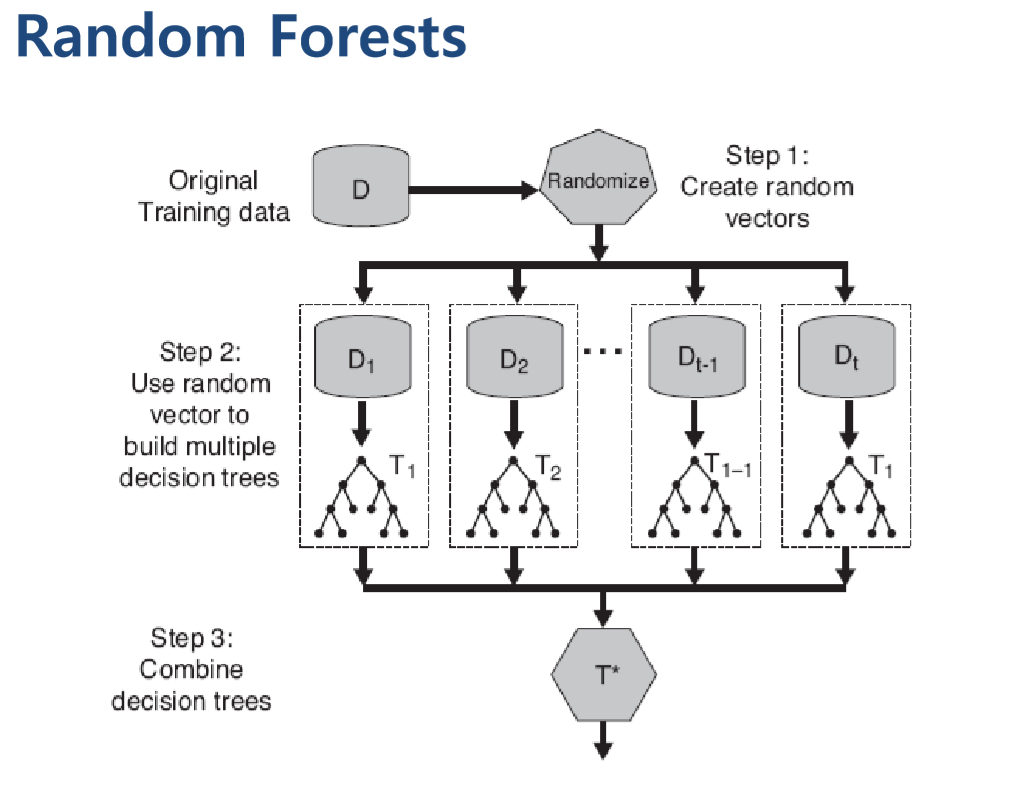 Random Forests
Original
Training data
D
Randomize
Step 1:
Create random
vectors
Step 2:
Use random
vector to
build multiple
decision trees
D₁
D₂
...
Dₜ₋₁
Dₜ
T₁
T₂
T₁₋₁
T₁
Step 3:
Combine
decision trees
T*